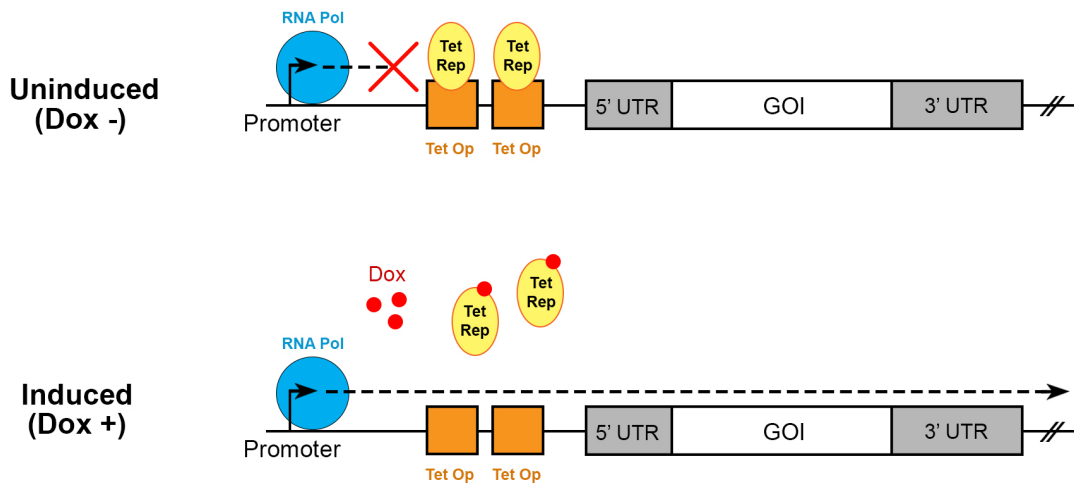 RNA Pol
Tet
Rep
Tet
Rep
Uninduced
(Dox -)
Promoter
5’ UTR
GOI
3’ UTR
Tet Op
Tet Op
Dox
Tet
Rep
Tet
Rep
RNA Pol
Induced
(Dox +)
Promoter
5’ UTR
GOI
3’ UTR
Tet Op
Tet Op